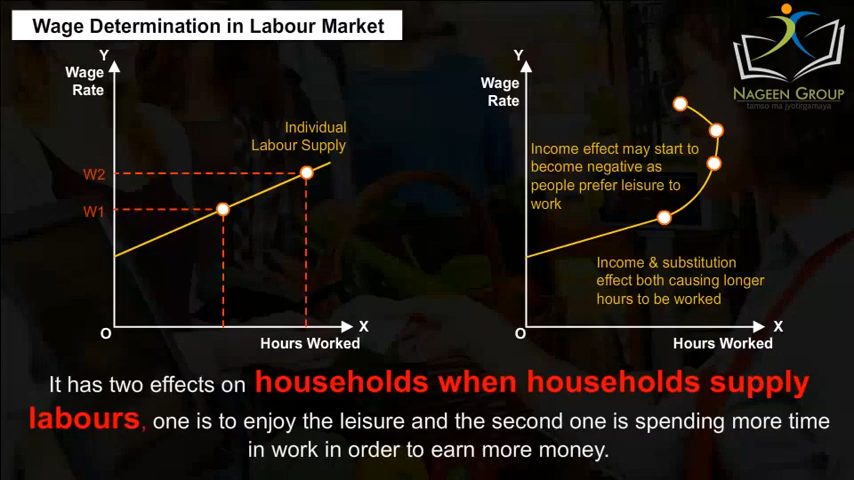 Wage Determination in Labour Market
NAGEEN GROUP
tamso ma jyotirgamaya
Y
Wage
Rate
Individual
Labour Supply
W2
W1
O
X
Hours Worked
Y
Wage
Rate
Income effect may start to
become negative as
people prefer leisure to
work
Income & substitution
effect both causing longer
hours to be worked
O
X
Hours Worked
It has two effects on households when households supply
labours, one is to enjoy the leisure and the second one is spending more time
in work in order to earn more money.